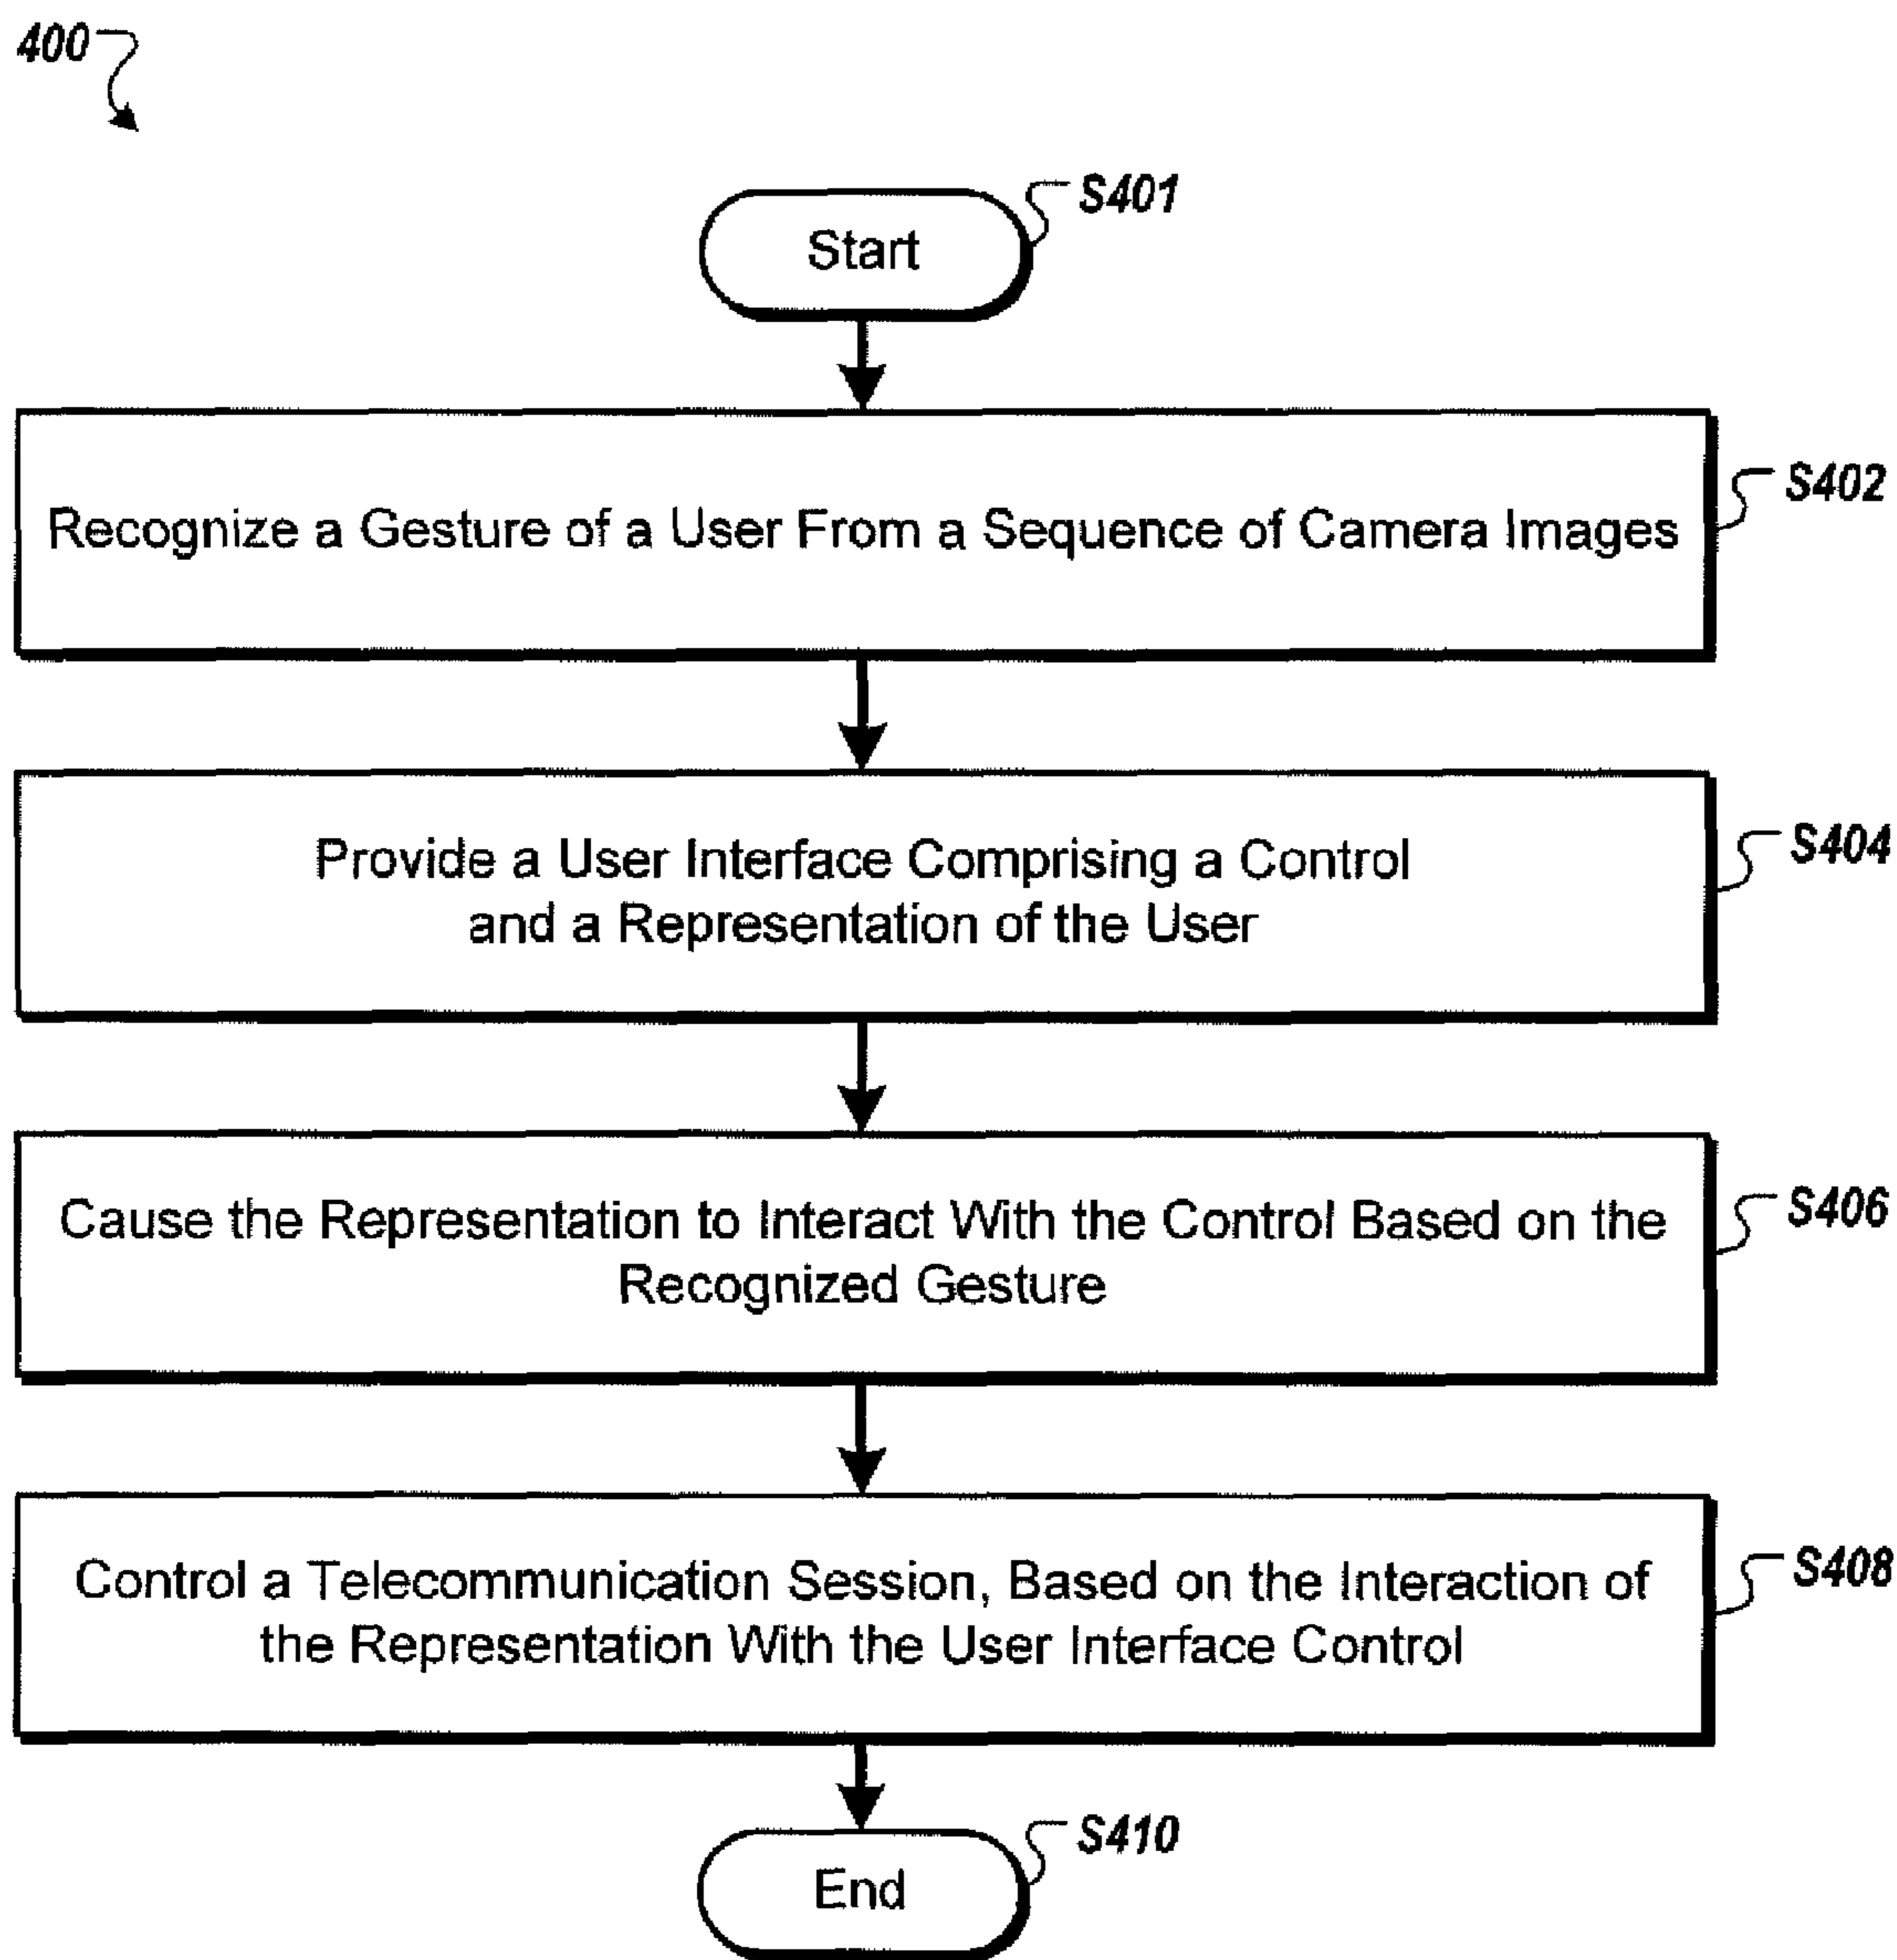 400
S401
Start
S402
Recognize a Gesture of a User From a Sequence of Camera Images
S404
Provide a User Interface Comprising a Control
and a Representation of the User
S406
Cause the Representation to Interact With the Control Based on the
Recognized Gesture
S408
Control a Telecommunication Session, Based on the Interaction of
the Representation With the User Interface Control
S410
End